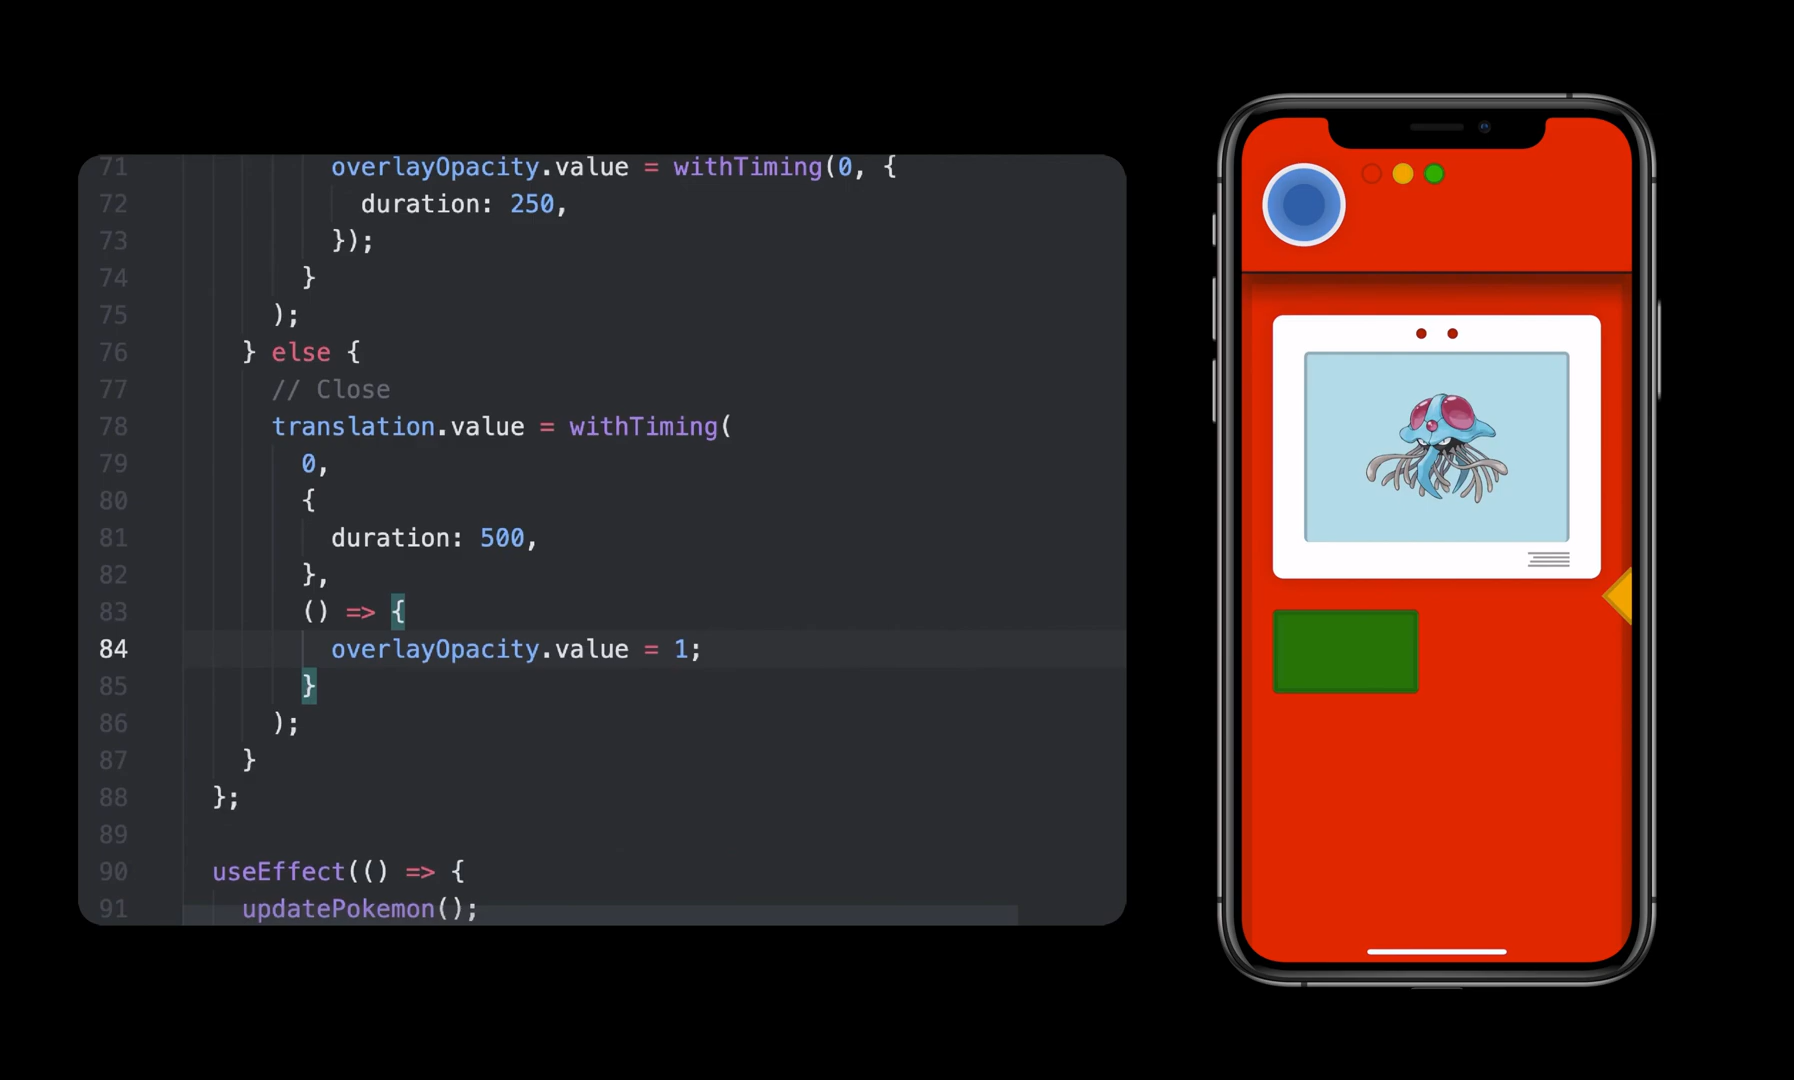 71 overlayOpacity.value = withTiming(0, {
72 duration: 250,
73 });
74 }
75 );
76 } else {
77 // Close
78 translation.value = withTiming(
79 0,
80 {
81 duration: 500,
82 },
83 () => {
84 overlayOpacity.value = 1;
85 }
86 );
87 }
88 };
89
90 useEffect(() => {
91 updatePokemon();